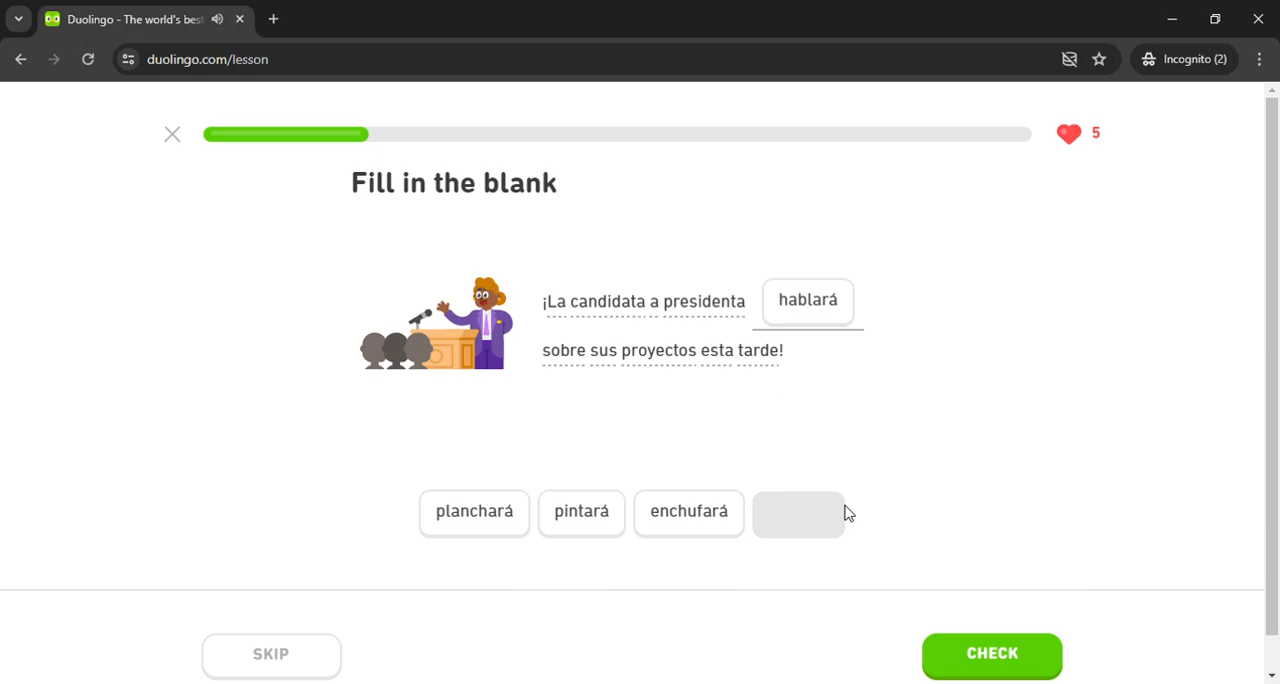 Duolingo - The world's bes
duolingo.com/lesson
Incognito (2)
5
Fill in the blank
¡La candidata a presidenta hablará
sobre sus proyectos esta tarde!
planchará pintará enchufará
SKIP CHECK